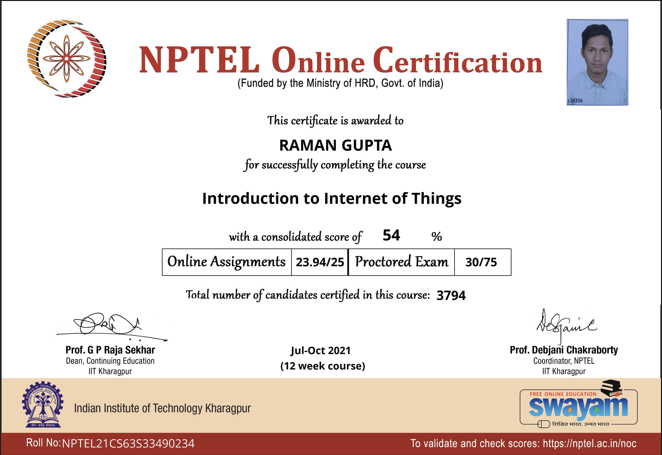 NPTEL Online Certification
(Funded by the Ministry of HRD, Govt. of India)
This certificate is awarded to
RAMAN GUPTA
for successfully completing the course
Introduction to Internet of Things
with a consolidated score of 54 %
Online Assignments 23.94/25 Proctored Exam 30/75
Total number of candidates certified in this course: 3794
Prof. G P Raja Sekhar
Dean, Continuing Education
IIT Kharagpur
Jul-Oct 2021
(12 week course)
Prof. Debjani Chakraborty
Coordinator, NPTEL
IIT Kharagpur
Indian Institute of Technology Kharagpur
FREE ONLINE EDUCATION
swayam
शिक्षित भारत, उन्नत भारत
Roll No: NPTEL21CS63S33490234
To validate and check scores: https://nptel.ac.in/noc